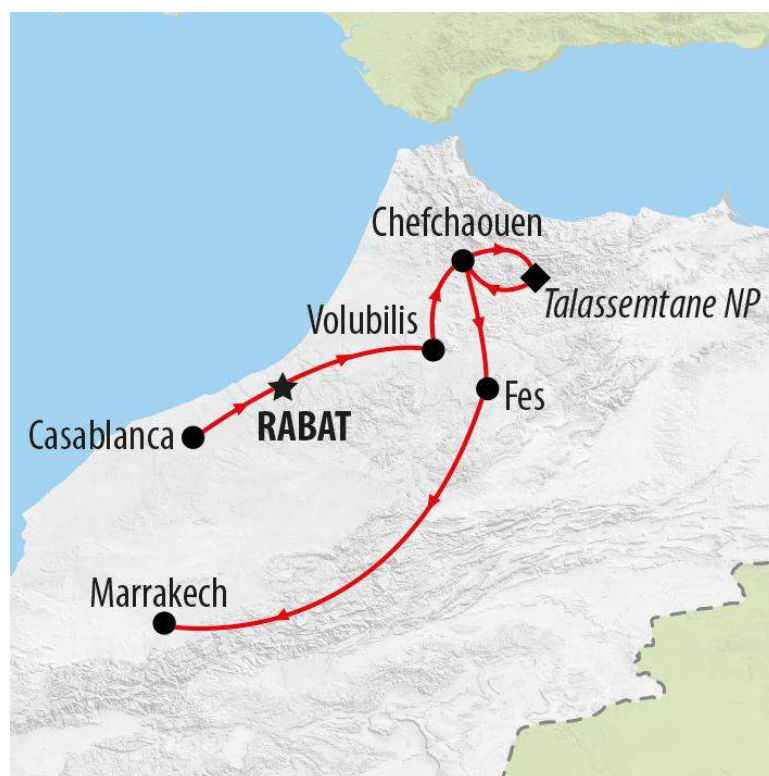 Chefchaouen
Talassemtane NP
Volubilis
Fes
RABAT
Casablanca
Marrakech